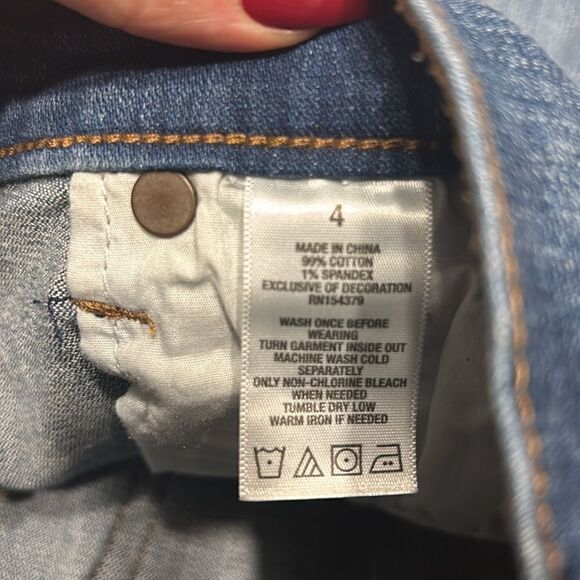 4
MADE IN CHINA
99% COTTON
1% SPANDEX
EXCLUSIVE OF DECORATION
RN154379
WASH ONCE BEFORE
WEARING
TURN GARMENT INSIDE OUT
MACHINE WASH COLD
SEPARATELY
ONLY NON-CHLORINE BLEACH
WHEN NEEDED
TUMBLE DRY LOW
WARM IRON IF NEEDED